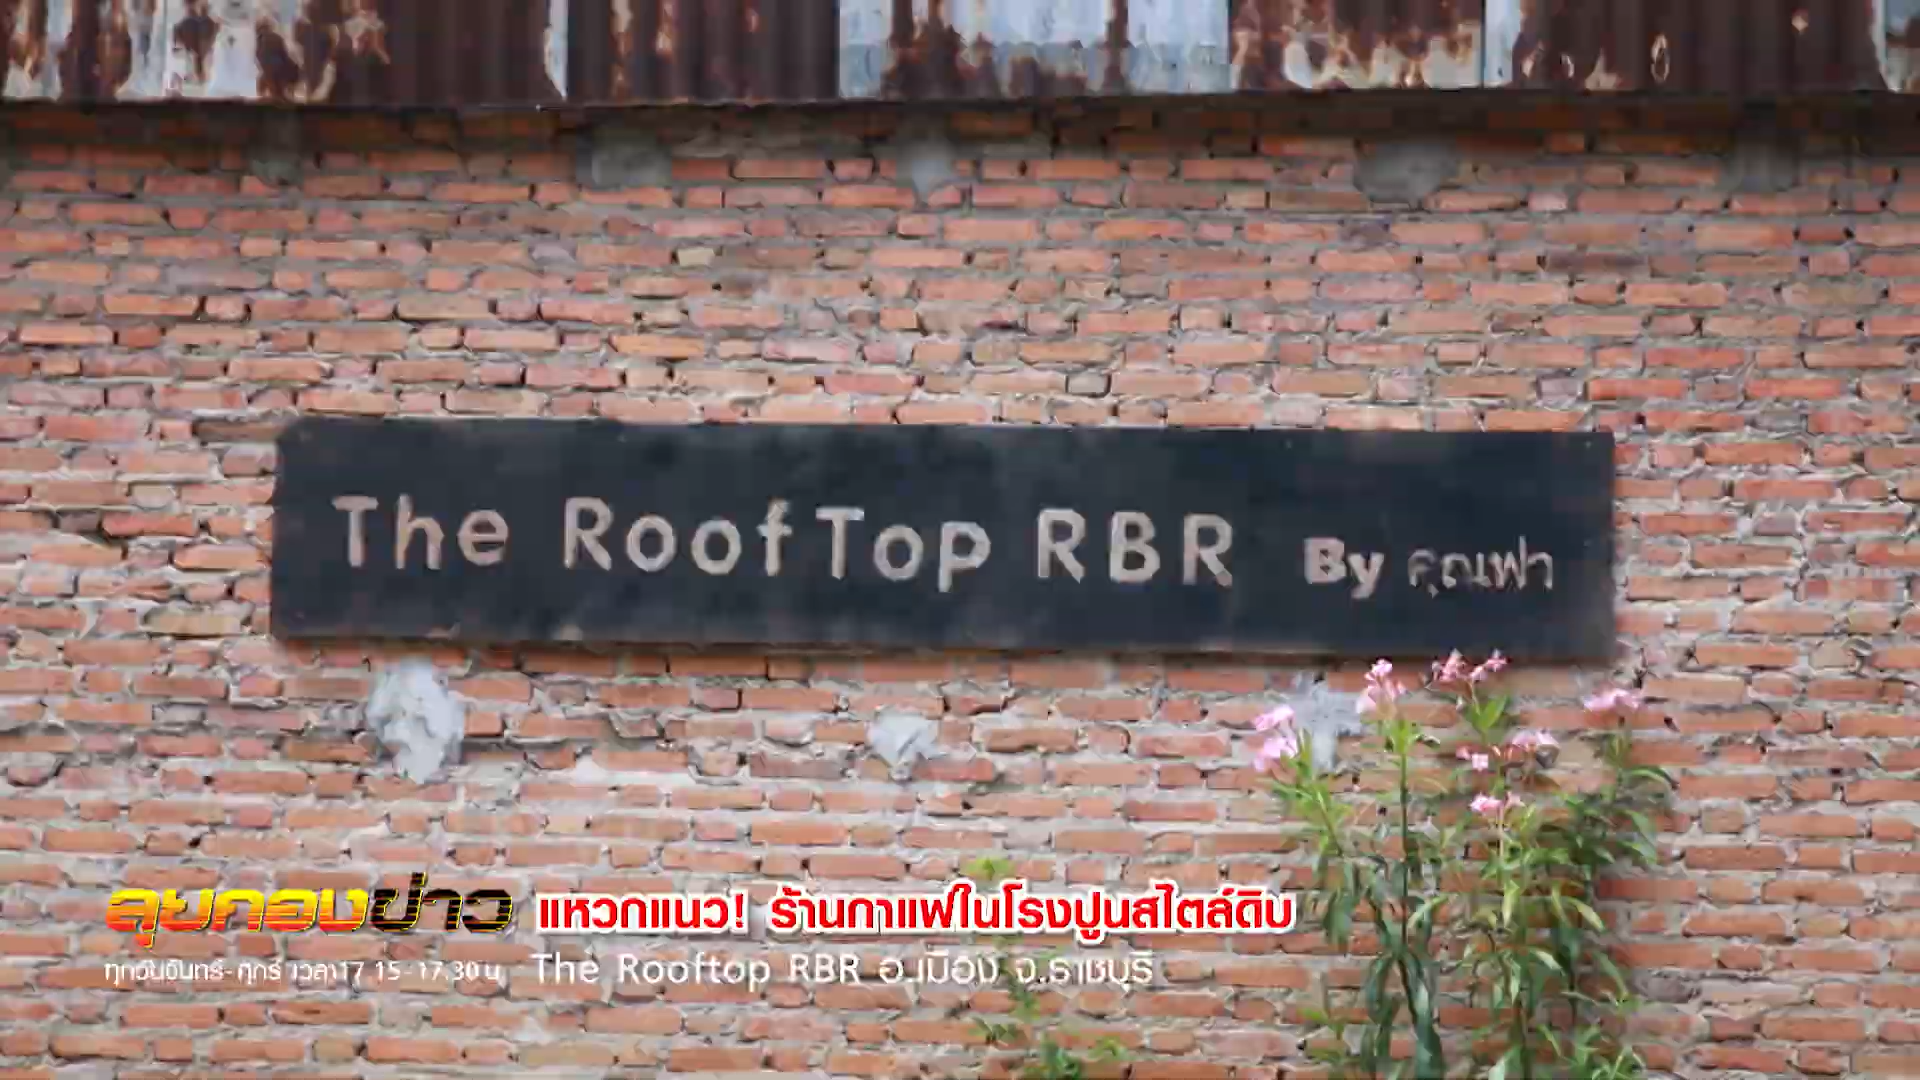 The RoofTop RBR By คุณฟา
ลุยกองข่าว แหวกแนว! ร้านกาแฟในโรงปูนสไตล์ดิบ
ทุกวันจันทร์-ศุกร์ เวลา 17.15-17.30 น. The Rooftop RBR อ.เมือง จ.ราชบุรี